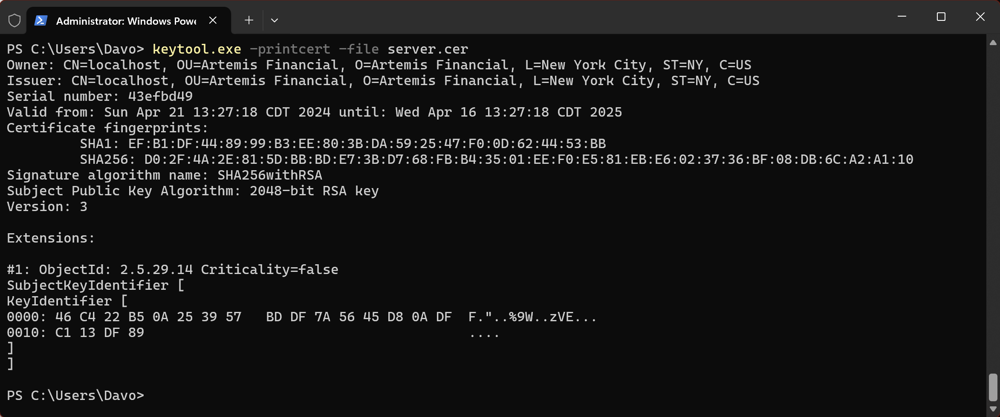 Administrator: Windows Powe
PS C:\Users\Davo> keytool.exe -printcert -file server.cer
Owner: CN=localhost, OU=Artemis Financial, O=Artemis Financial, L=New York City, ST=NY, C=US
Issuer: CN=localhost, OU=Artemis Financial, O=Artemis Financial, L=New York City, ST=NY, C=US
Serial number: 43efbd49
Valid from: Sun Apr 21 13:27:18 CDT 2024 until: Wed Apr 16 13:27:18 CDT 2025
Certificate fingerprints:
         SHA1: EF:B1:DF:44:89:99:B3:EE:80:3B:DA:59:25:47:F0:0D:62:44:53:BB
         SHA256: D0:2F:4A:2E:81:5D:BB:BD:E7:3B:D7:68:FB:B4:35:01:EE:F0:E5:81:EB:E6:02:37:36:BF:08:DB:6C:A2:A1:10
Signature algorithm name: SHA256withRSA
Subject Public Key Algorithm: 2048-bit RSA key
Version: 3
Extensions:
#1: ObjectId: 2.5.29.14 Criticality=false
SubjectKeyIdentifier [
KeyIdentifier [
0000: 46 C4 22 B5 0A 25 39 57   BD DF 7A 56 45 D8 0A DF  F."..%9W..zVE...
0010: C1 13 DF 89                                        ....
]
]
PS C:\Users\Davo>